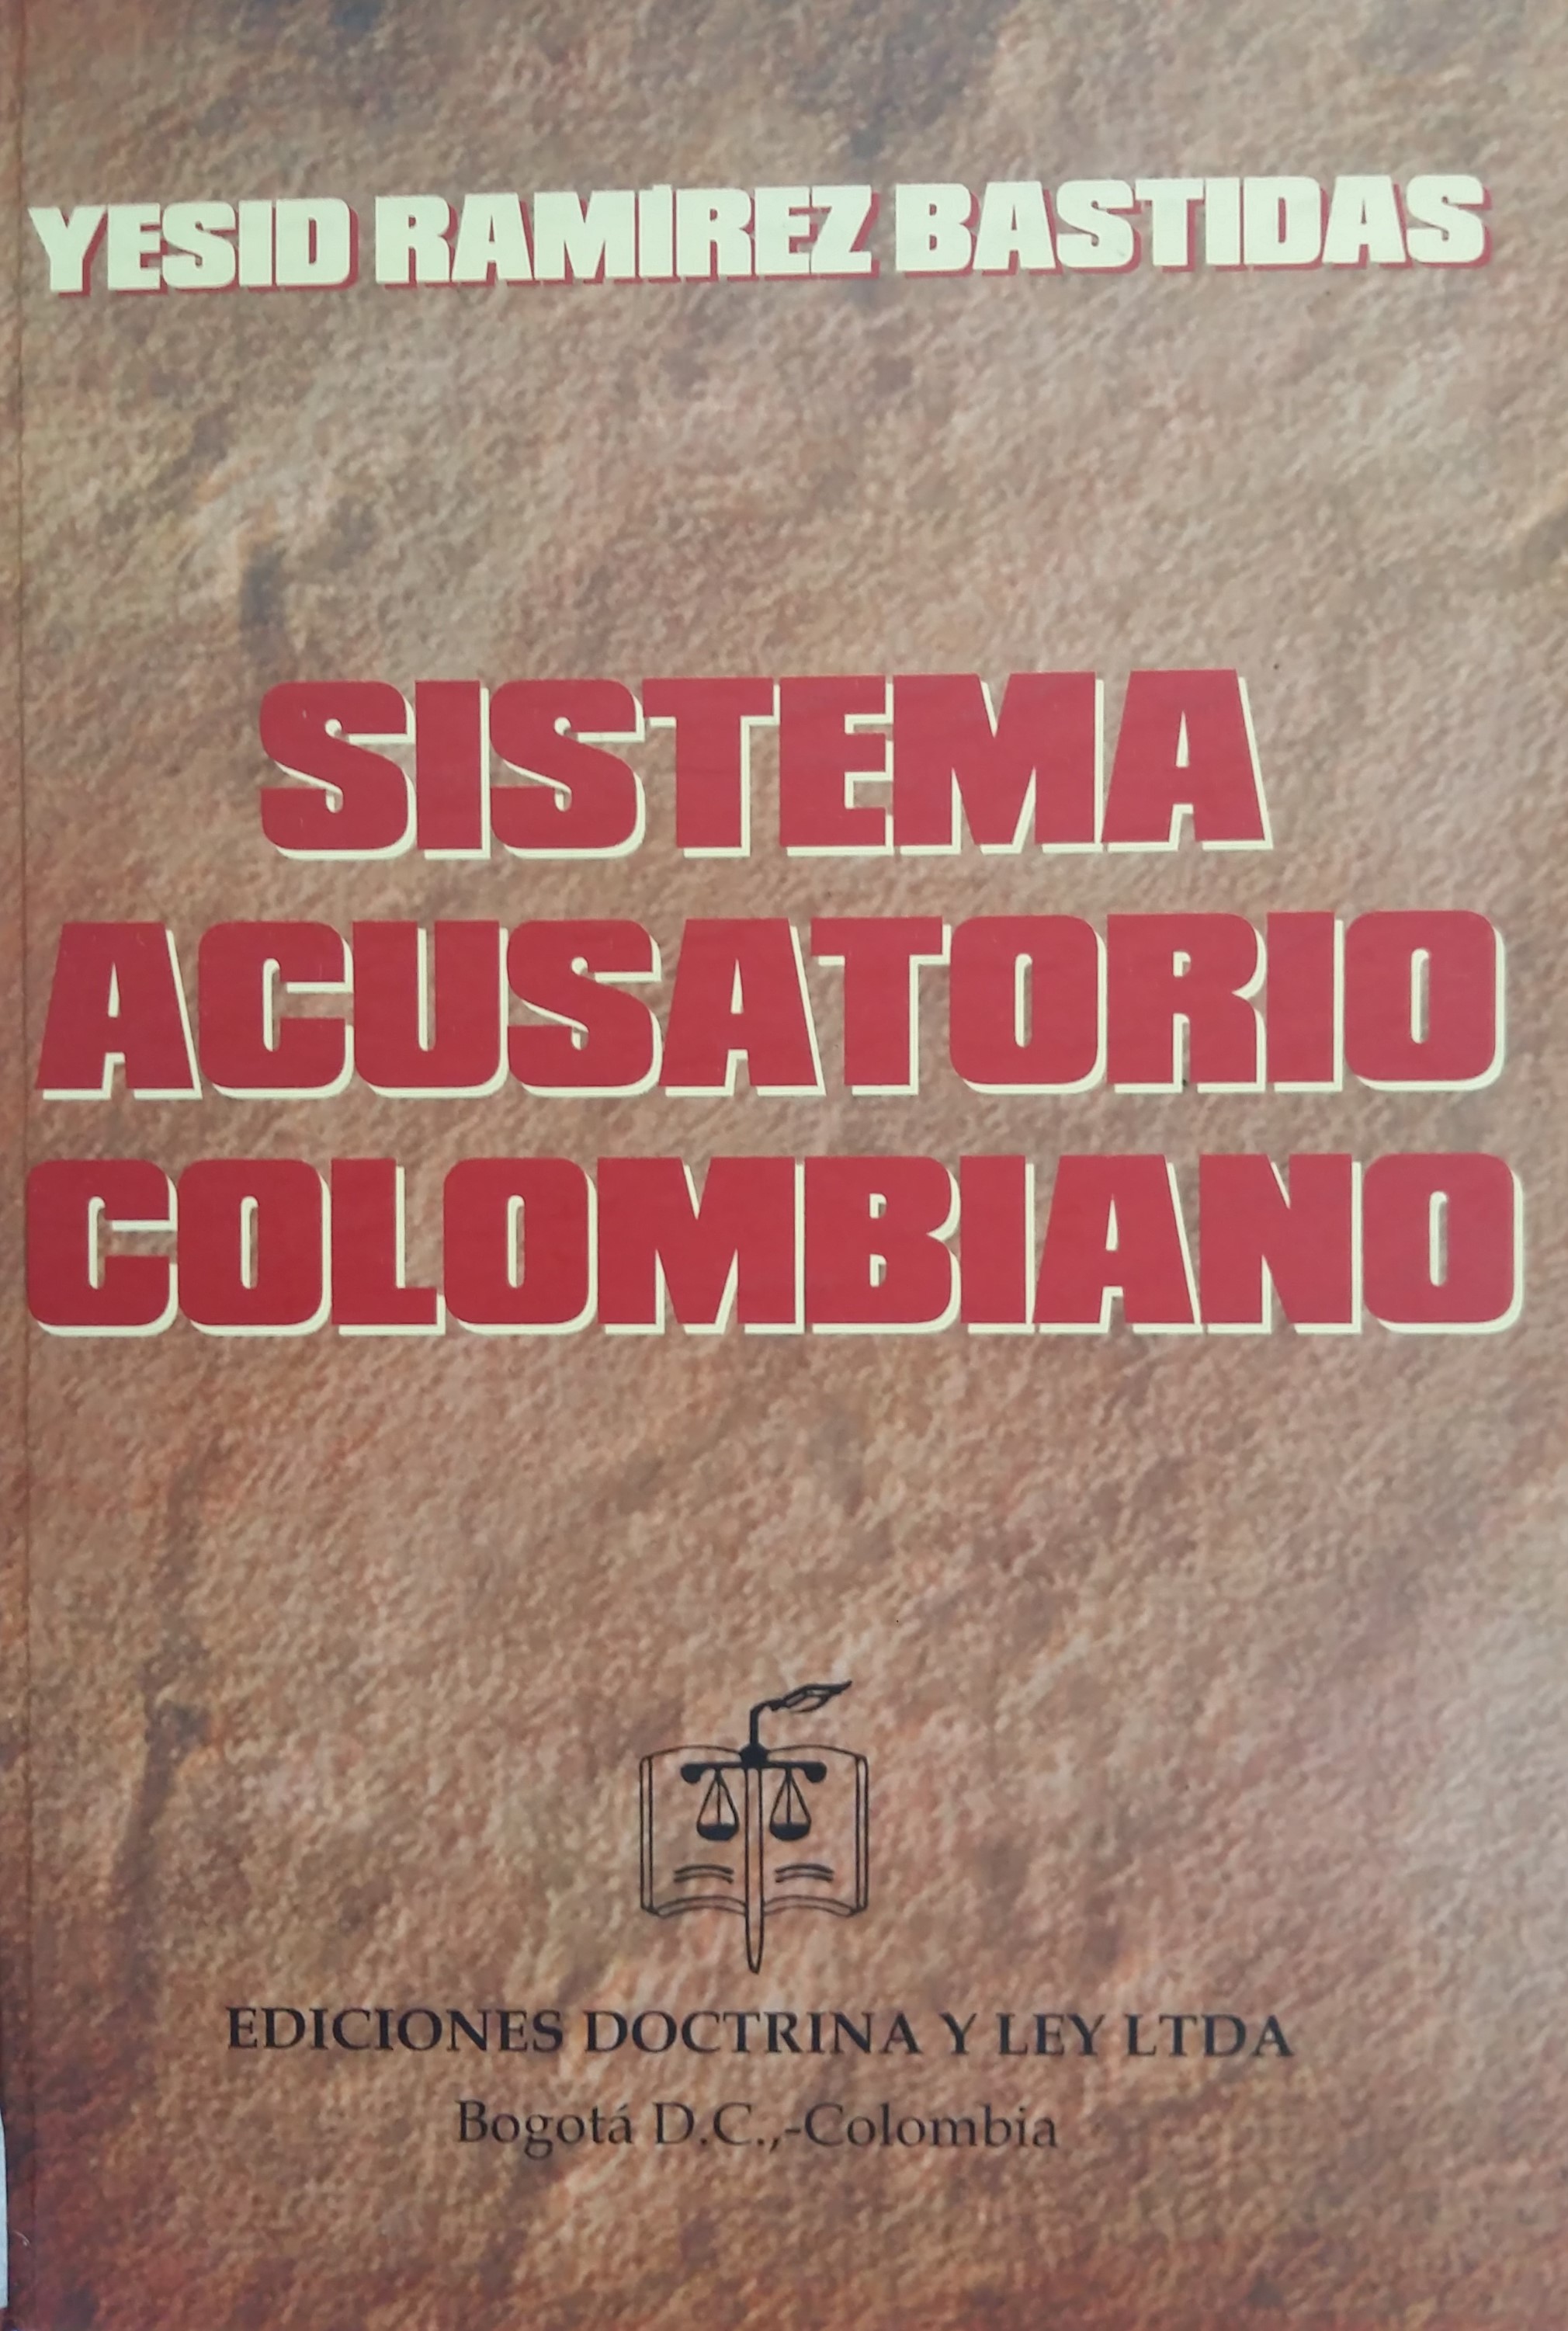 YESID RAMÍREZ BASTIDAS
SISTEMA
ACUSATORIO
COLOMBIANO
EDICIONES DOCTRINA Y LEY LTDA
Bogotá D.C.,-Colombia